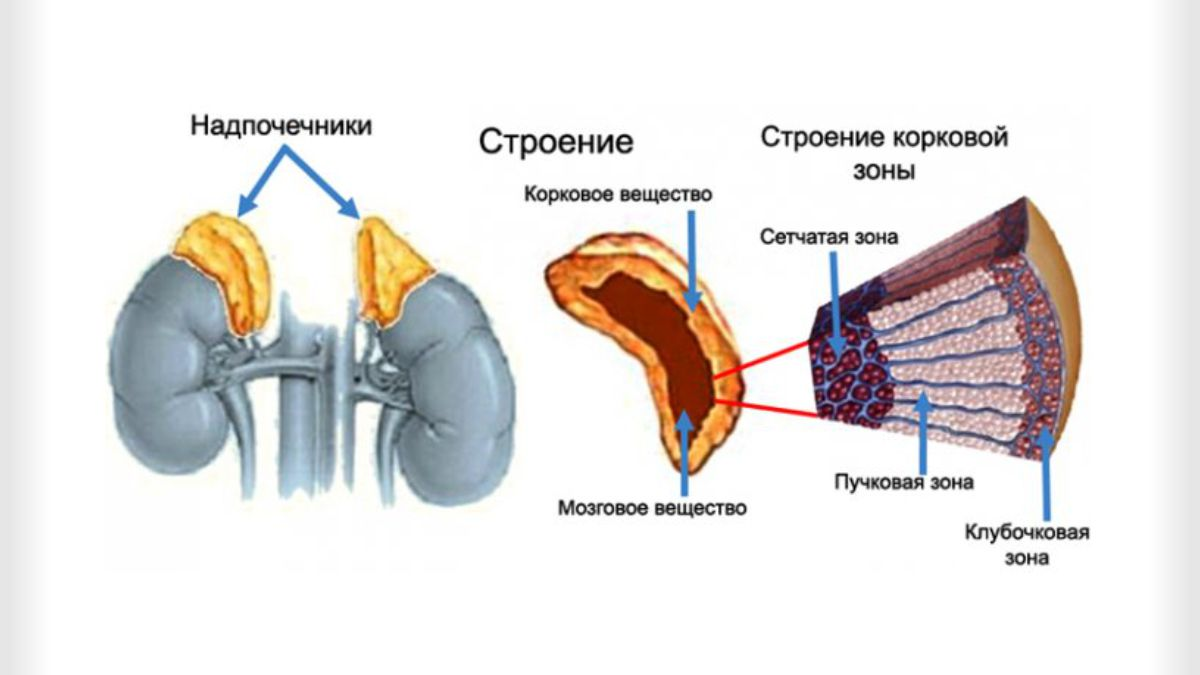 Надпочечники
Строение
Корковое вещество
Мозговое вещество
Строение корковой
зоны
Сетчатая зона
Пучковая зона
Клубочковая
зона